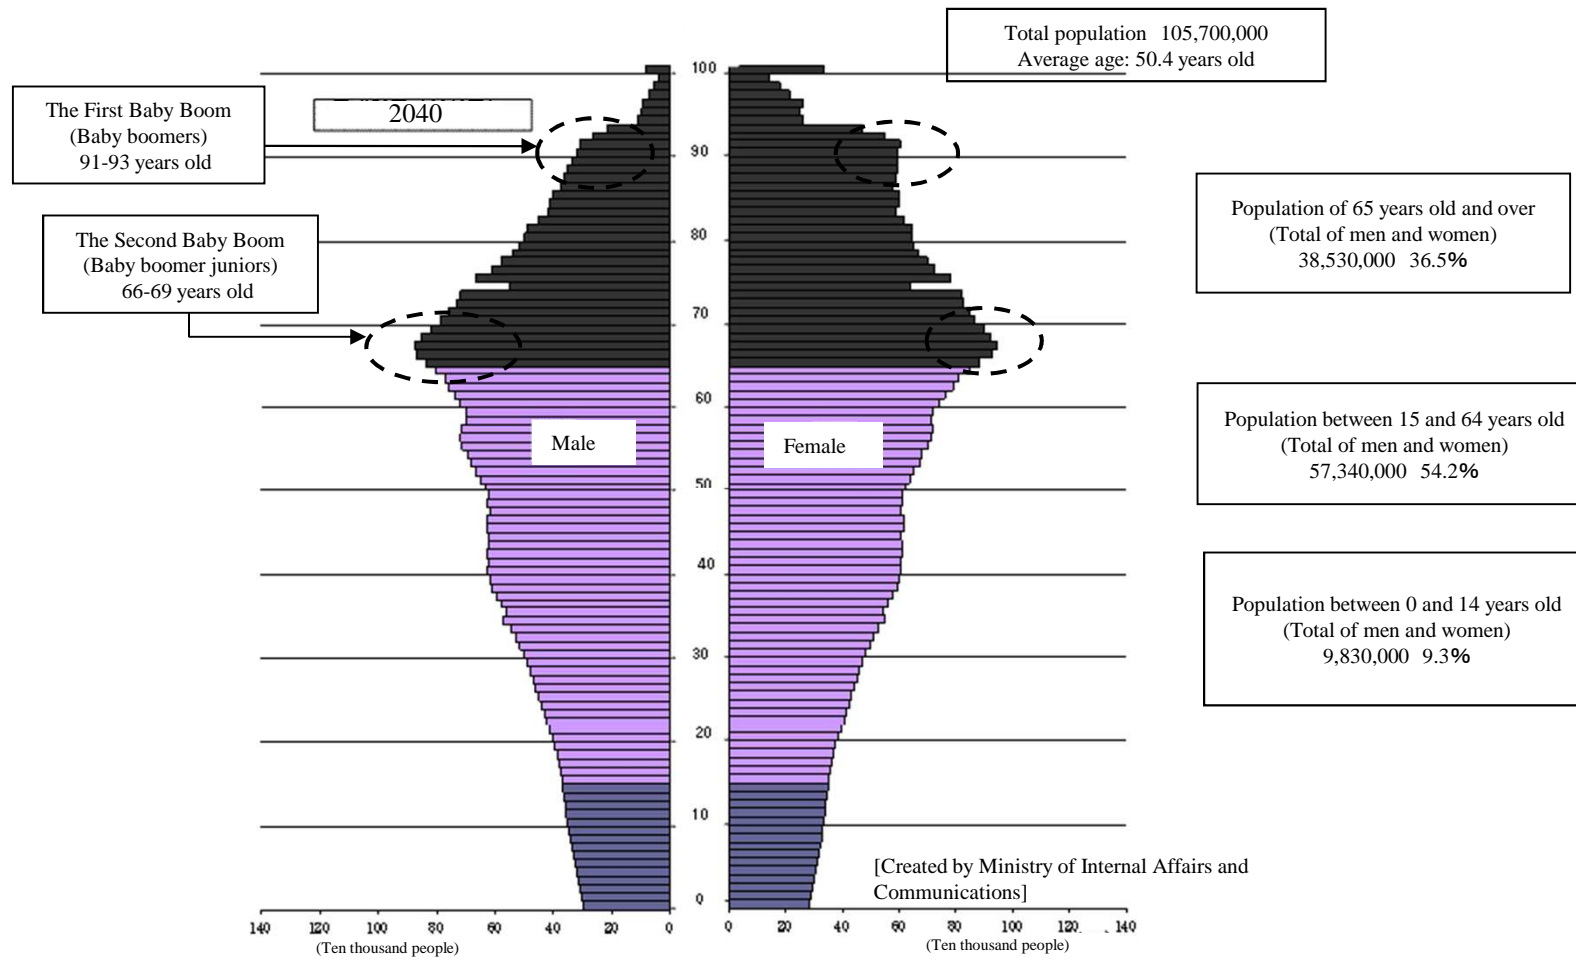 Total population 105,700,000
Average age: 50.4 years old
2040
The First Baby Boom
(Baby boomers)
91-93 years old
The Second Baby Boom
(Baby boomer juniors)
66-69 years old
Population of 65 years old and over
(Total of men and women)
38,530,000 36.5%
Population between 15 and 64 years old
(Total of men and women)
57,340,000 54.2%
Population between 0 and 14 years old
(Total of men and women)
9,830,000 9.3%
Male
Female
100
90
80
70
60
50
40
30
20
10
0
[Created by Ministry of Internal Affairs and
Communications]
140 120 100 80 60 40 20 0
(Ten thousand people)
0 20 40 60 80 100 120 140
(Ten thousand people)